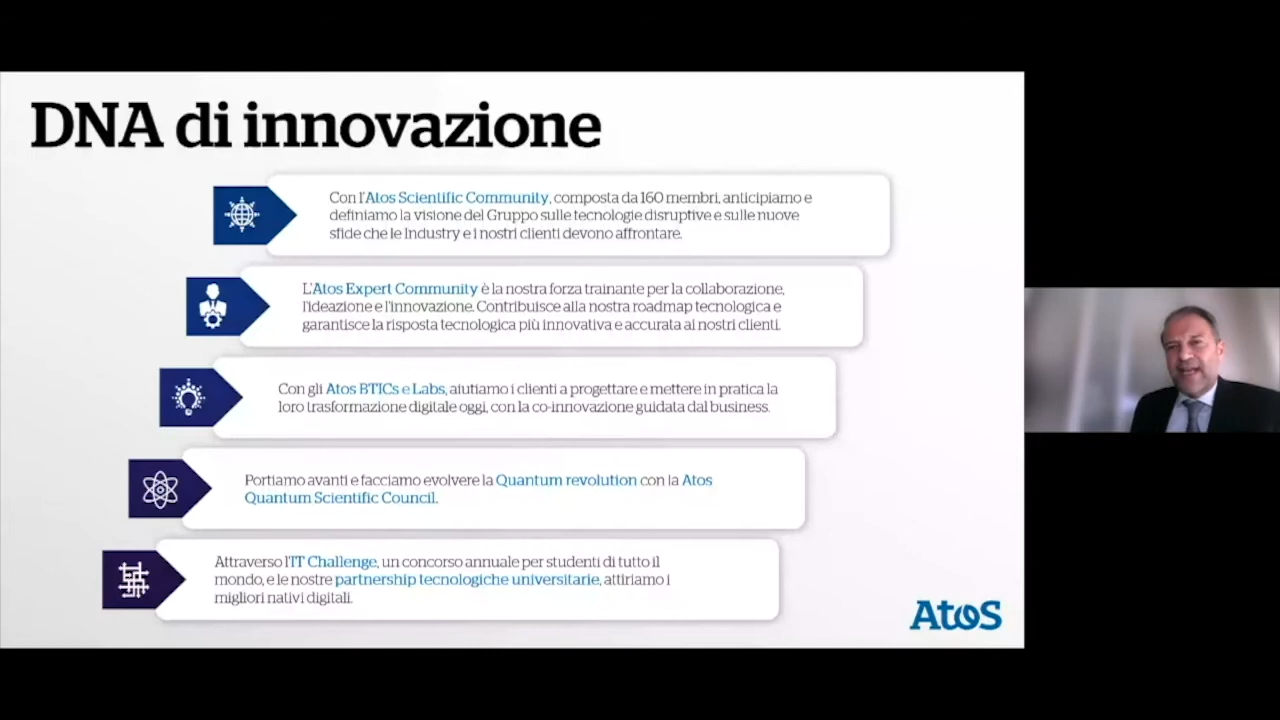 DNA di innovazione
Con l'Atos Scientific Community, composta da 160 membri, anticipiamo e
definiamo la visione del Gruppo sulle tecnologie disruptive e sulle nuove
sfide che le Industry e i nostri clienti devono affrontare.
L'Atos Expert Community è la nostra forza trainante per la collaborazione,
l'ideazione e l'innovazione. Contribuisce alla nostra roadmap tecnologica e
garantisce la risposta tecnologica più innovativa e accurata ai nostri clienti.
Con gli Atos BTICs e Labs, aiutiamo i clienti a progettare e mettere in pratica la
loro trasformazione digitale oggi, con la co-innovazione guidata dal business.
Portiamo avanti e facciamo evolvere la Quantum revolution con la Atos
Quantum Scientific Council.
Attraverso l'IT Challenge, un concorso annuale per studenti di tutto il
mondo, e le nostre partnership tecnologiche universitarie, attiriamo i
migliori nativi digitali.
Atos